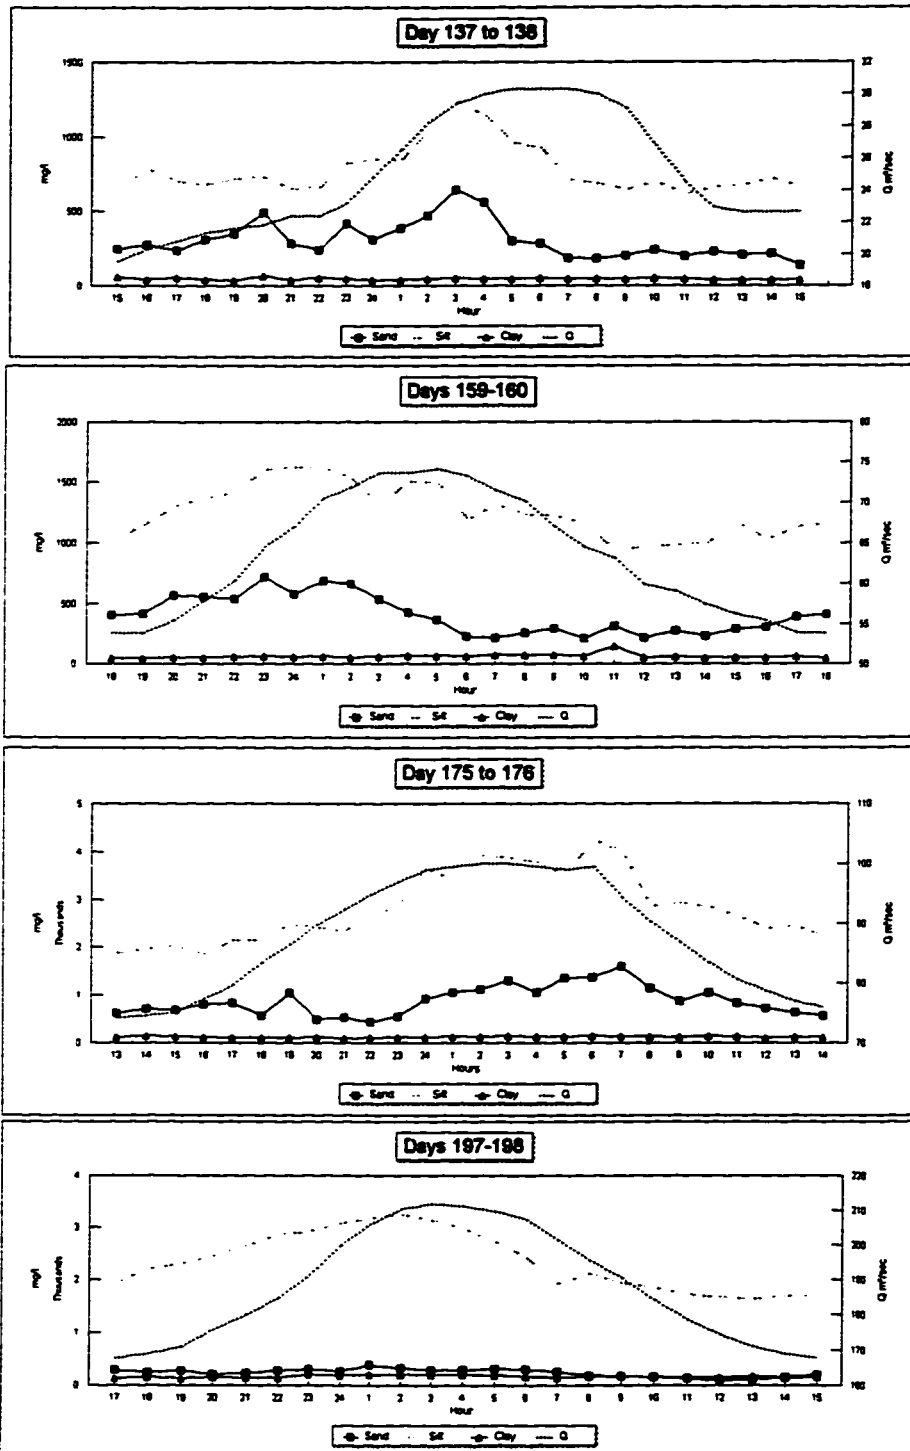 Day 137 to 138
1500
1000
500
0
mg/l
22
20
26
26
24
22
20
18
Q m³/sec
15 16 17 18 19 20 21 22 23 24 1 2 3 4 5 6 7 8 9 10 11 12 13 14 15
Hour
Sand Silt Clay Q
Days 159-160
2000
1500
1000
500
0
mg/l
80
75
70
65
60
55
50
Q m³/sec
18 19 20 21 22 23 24 1 2 3 4 5 6 7 8 9 10 11 12 13 14 15 16 17 18
Hour
Sand Silt Clay Q
Day 175 to 176
5
4
3
2
1
0
mg/l
Thousands
110
100
90
80
70
Q m³/sec
13 14 15 16 17 18 19 20 21 22 23 24 1 2 3 4 5 6 7 8 9 10 11 12 13 14
Hours
Sand Silt Clay Q
Days 197-198
4
3
2
1
0
mg/l
Thousands
220
210
200
190
180
170
160
Q m³/sec
17 18 19 20 21 22 23 24 1 2 3 4 5 6 7 8 9 10 11 12 13 14 15
Hour
Sand Silt Clay Q